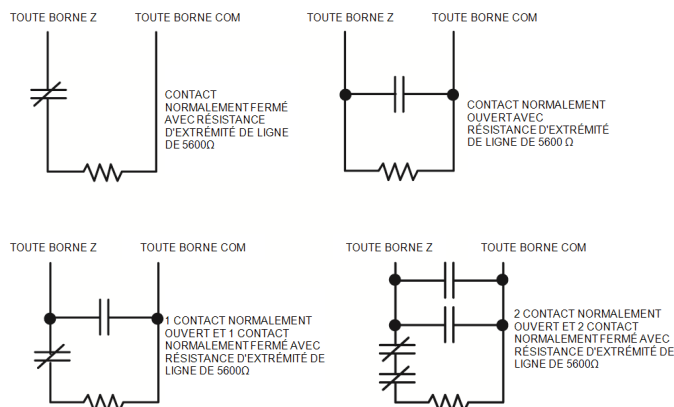 TOUTE BORNE Z
TOUTE BORNE COM
CONTACT
NORMALEMENT FERMÉ
AVEC RÉSISTANCE
D'EXTRÉMITÉ DE LIGNE
DE 5600Ω
TOUTE BORNE Z
TOUTE BORNE COM
CONTACT NORMALEMENT
OUVERT AVEC
RÉSISTANCE D'EXTRÉMITÉ
DE LIGNE DE 5600 Ω
TOUTE BORNE Z
TOUTE BORNE COM
1 CONTACT NORMALEMENT
OUVERT ET 1 CONTACT
NORMALEMENT FERMÉ AVEC
RÉSISTANCE D'EXTRÉMITÉ DE
LIGNE DE 5600Ω
TOUTE BORNE Z
TOUTE BORNE COM
2 CONTACT NORMALEMENT
OUVERT ET 2 CONTACT
NORMALEMENT FERMÉ AVEC
RÉSISTANCE D'EXTRÉMITÉ DE
LIGNE DE 5600Ω